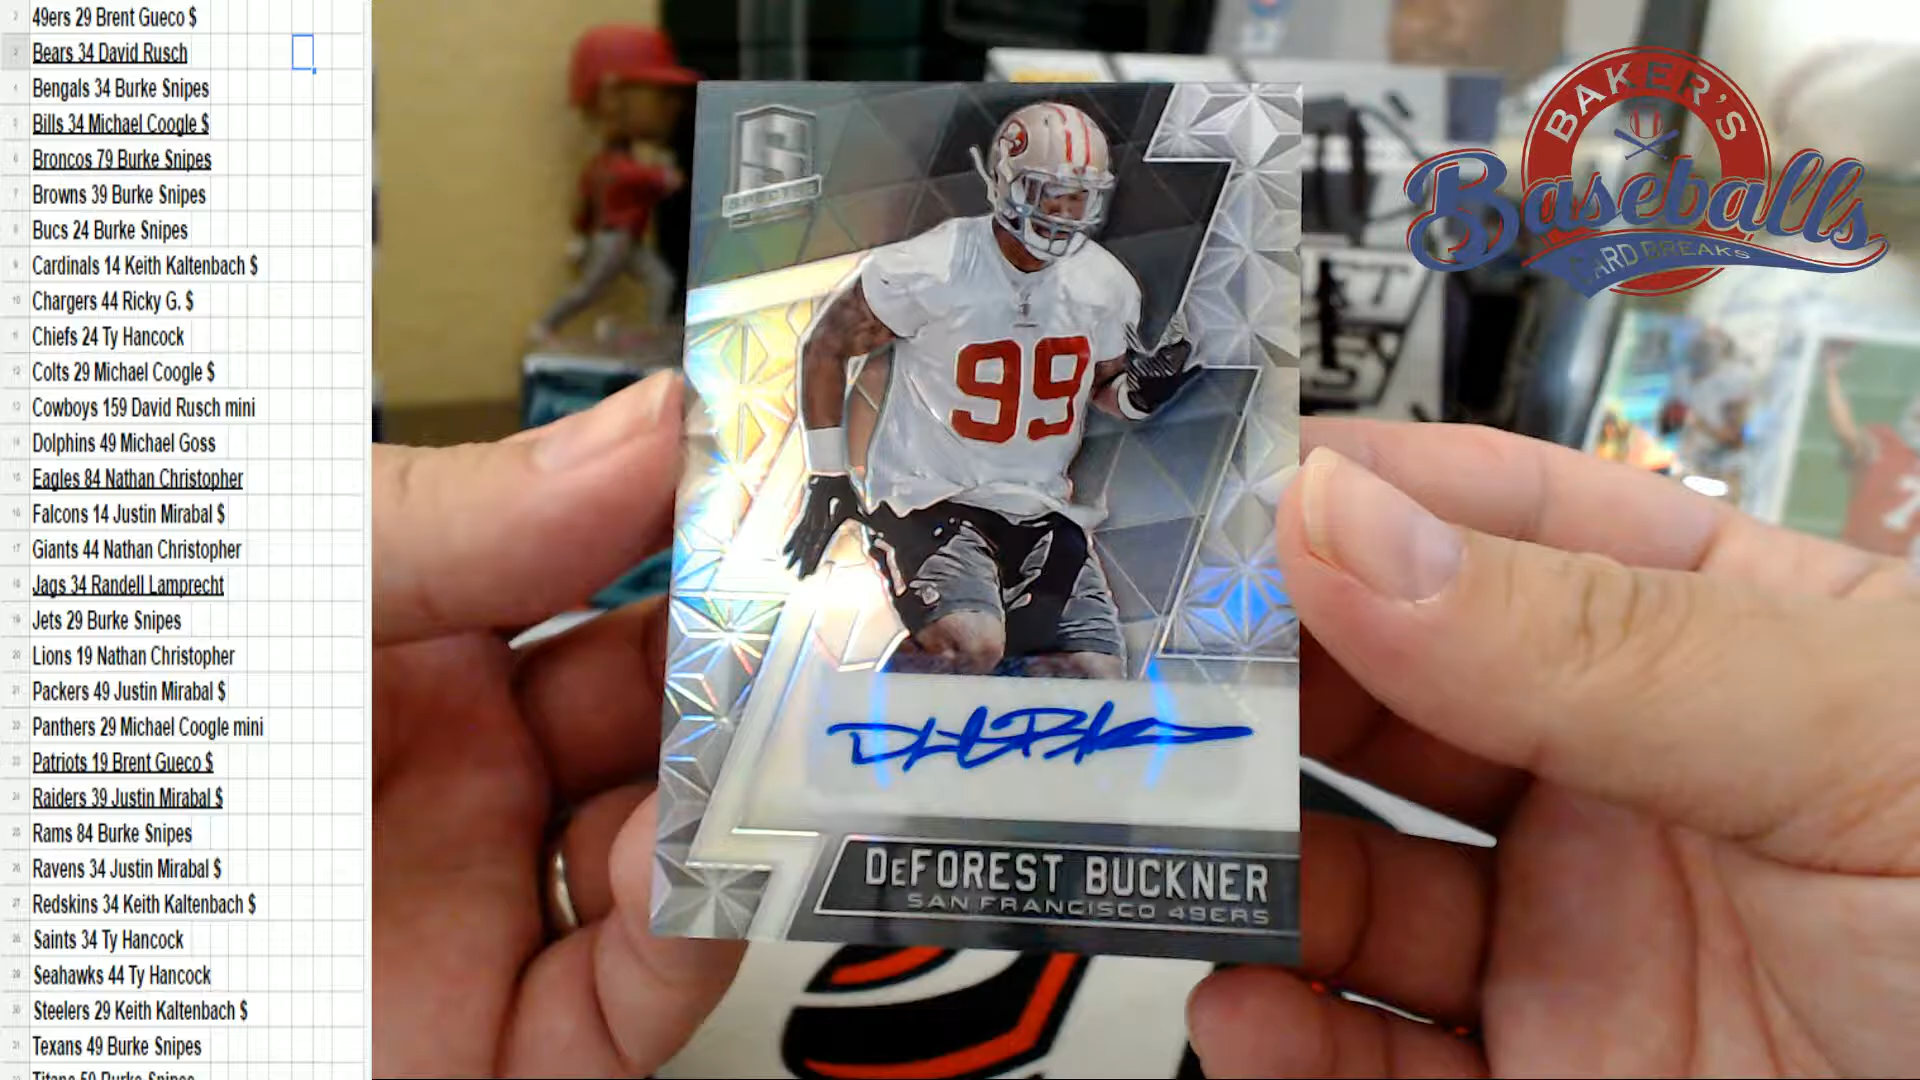 49ers 29 Brent Gueco $
Bears 34 David Rusch
Bengals 34 Burke Snipes
Bills 34 Michael Coogle $
Broncos 79 Burke Snipes
Browns 39 Burke Snipes
Bucs 24 Burke Snipes
Cardinals 14 Keith Kaltenbach $
Chargers 44 Ricky G. $
Chiefs 24 Ty Hancock
Colts 29 Michael Coogle $
Cowboys 159 David Rusch mini
Dolphins 49 Michael Goss
Eagles 84 Nathan Christopher
Falcons 14 Justin Mirabal $
Giants 44 Nathan Christopher
Jags 34 Randell Lamprecht
Jets 29 Burke Snipes
Lions 19 Nathan Christopher
Packers 49 Justin Mirabal $
Panthers 29 Michael Coogle mini
Patriots 19 Brent Gueco $
Raiders 39 Justin Mirabal $
Rams 84 Burke Snipes
Ravens 34 Justin Mirabal $
Redskins 34 Keith Kaltenbach $
Saints 34 Ty Hancock
Seahawks 44 Ty Hancock
Steelers 29 Keith Kaltenbach $
Texans 49 Burke Snipes
Titans 59 Burke Snipes
S
99
DeFOREST BUCKNER
SAN FRANCISCO 49ERS
BAKER'S
Baseballs
CARD BREAKS